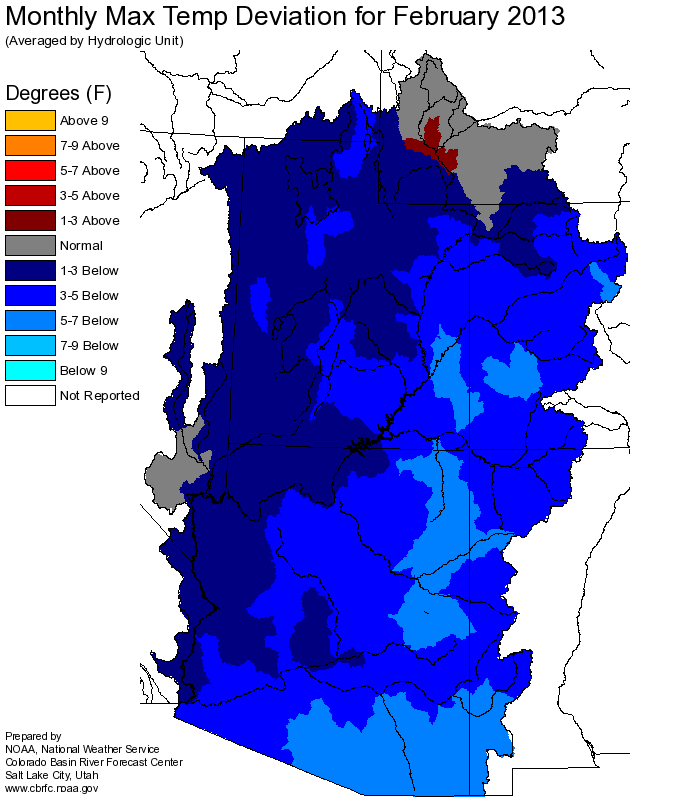 Monthly Max Temp Deviation for February 2013
(Averaged by Hydrologic Unit)
Degrees (F)
Above 9
7-9 Above
5-7 Above
3-5 Above
1-3 Above
Normal
1-3 Below
3-5 Below
5-7 Below
7-9 Below
Below 9
Not Reported
Prepared by
NOAA, National Weather Service
Colorado Basin River Forecast Center
Salt Lake City, Utah
www.cbrfc.noaa.gov